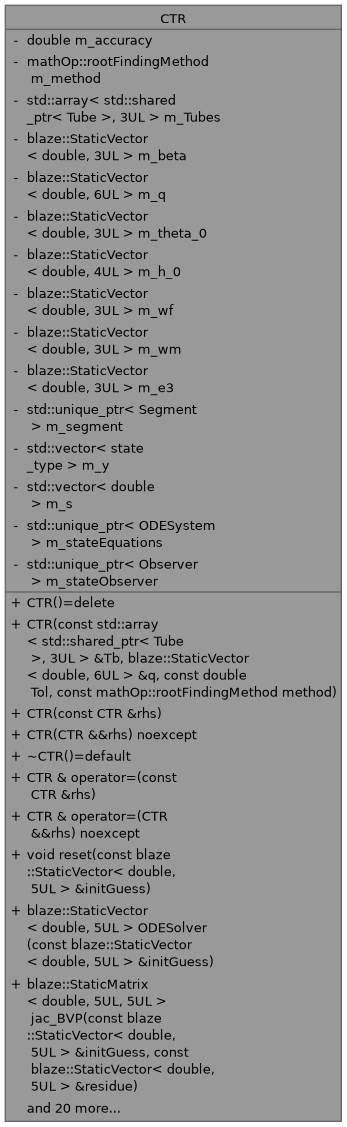 CTR
- double m_accuracy
- mathOp::rootFindingMethod
m_method
- std::array< std::shared
_ptr< Tube >, 3UL > m_Tubes
- blaze::StaticVector
< double, 3UL > m_beta
- blaze::StaticVector
< double, 6UL > m_q
- blaze::StaticVector
< double, 3UL > m_theta_0
- blaze::StaticVector
< double, 4UL > m_h_0
- blaze::StaticVector
< double, 3UL > m_wf
- blaze::StaticVector
< double, 3UL > m_wm
- blaze::StaticVector
< double, 3UL > m_e3
- std::unique_ptr< Segment
> m_segment
- std::vector< state
_type > m_y
- std::vector< double
> m_s
- std::unique_ptr< ODESystem
> m_stateEquations
- std::unique_ptr< Observer
> m_stateObserver
+ CTR()=delete
+ CTR(const std::array
< std::shared_ptr< Tube
>, 3UL > &Tb, blaze::StaticVector
< double, 6UL > &q, const double
Tol, const mathOp::rootFindingMethod method)
+ CTR(const CTR &rhs)
+ CTR(CTR &&rhs) noexcept
+ ~CTR()=default
+ CTR & operator=(const
CTR &rhs)
+ CTR & operator=(CTR
&&rhs) noexcept
+ void reset(const blaze
::StaticVector< double,
5UL > &initGuess)
+ blaze::StaticVector
< double, 5UL > ODESolver
(const blaze::StaticVector
< double, 5UL > &initGuess)
+ blaze::StaticMatrix
< double, 5UL, 5UL >
jac_BVP(const blaze
::StaticVector< double,
5UL > &initGuess, const
blaze::StaticVector< double,
5UL > &residue)
and 20 more...